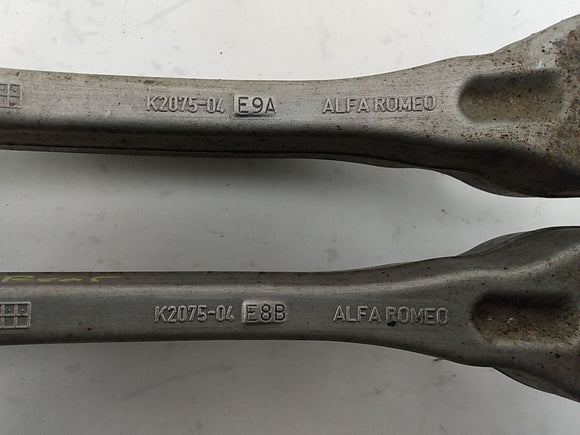 K2075-04 E9A ALFA ROMEO
K2075-04 E8B ALFA ROMEO